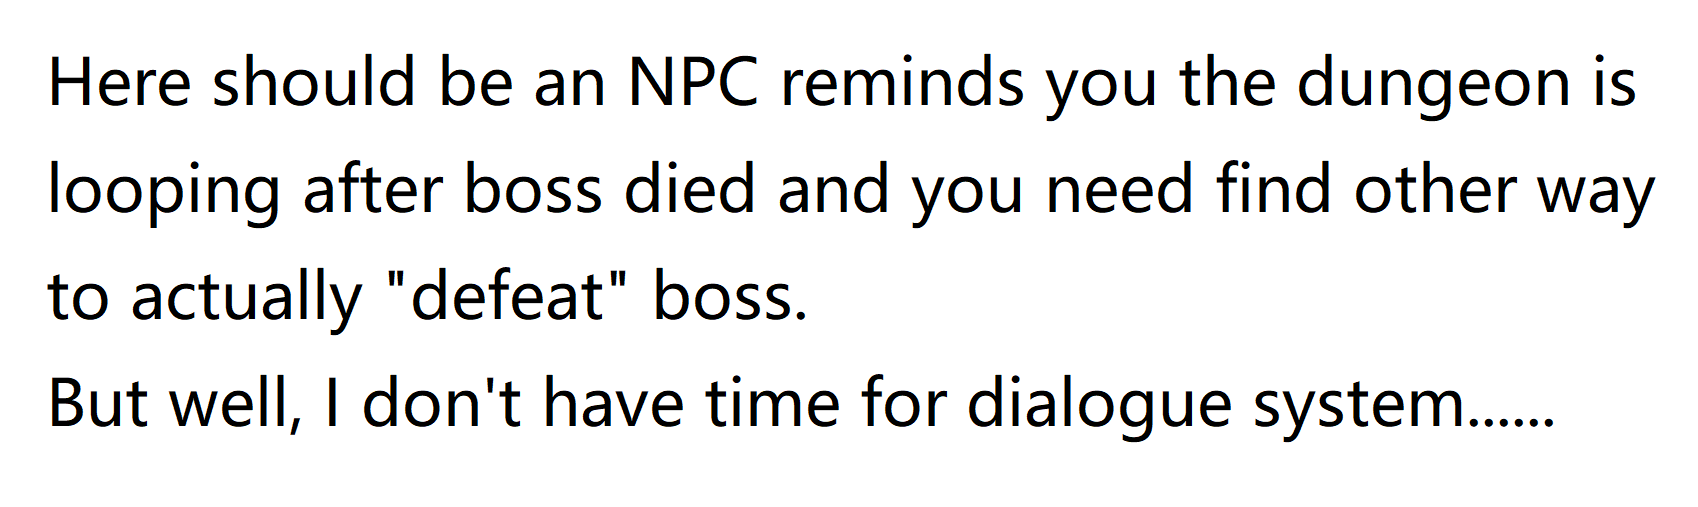 Here should be an NPC reminds you the dungeon is
looping after boss died and you need find other way
to actually "defeat" boss.
But well, I don't have time for dialogue system......